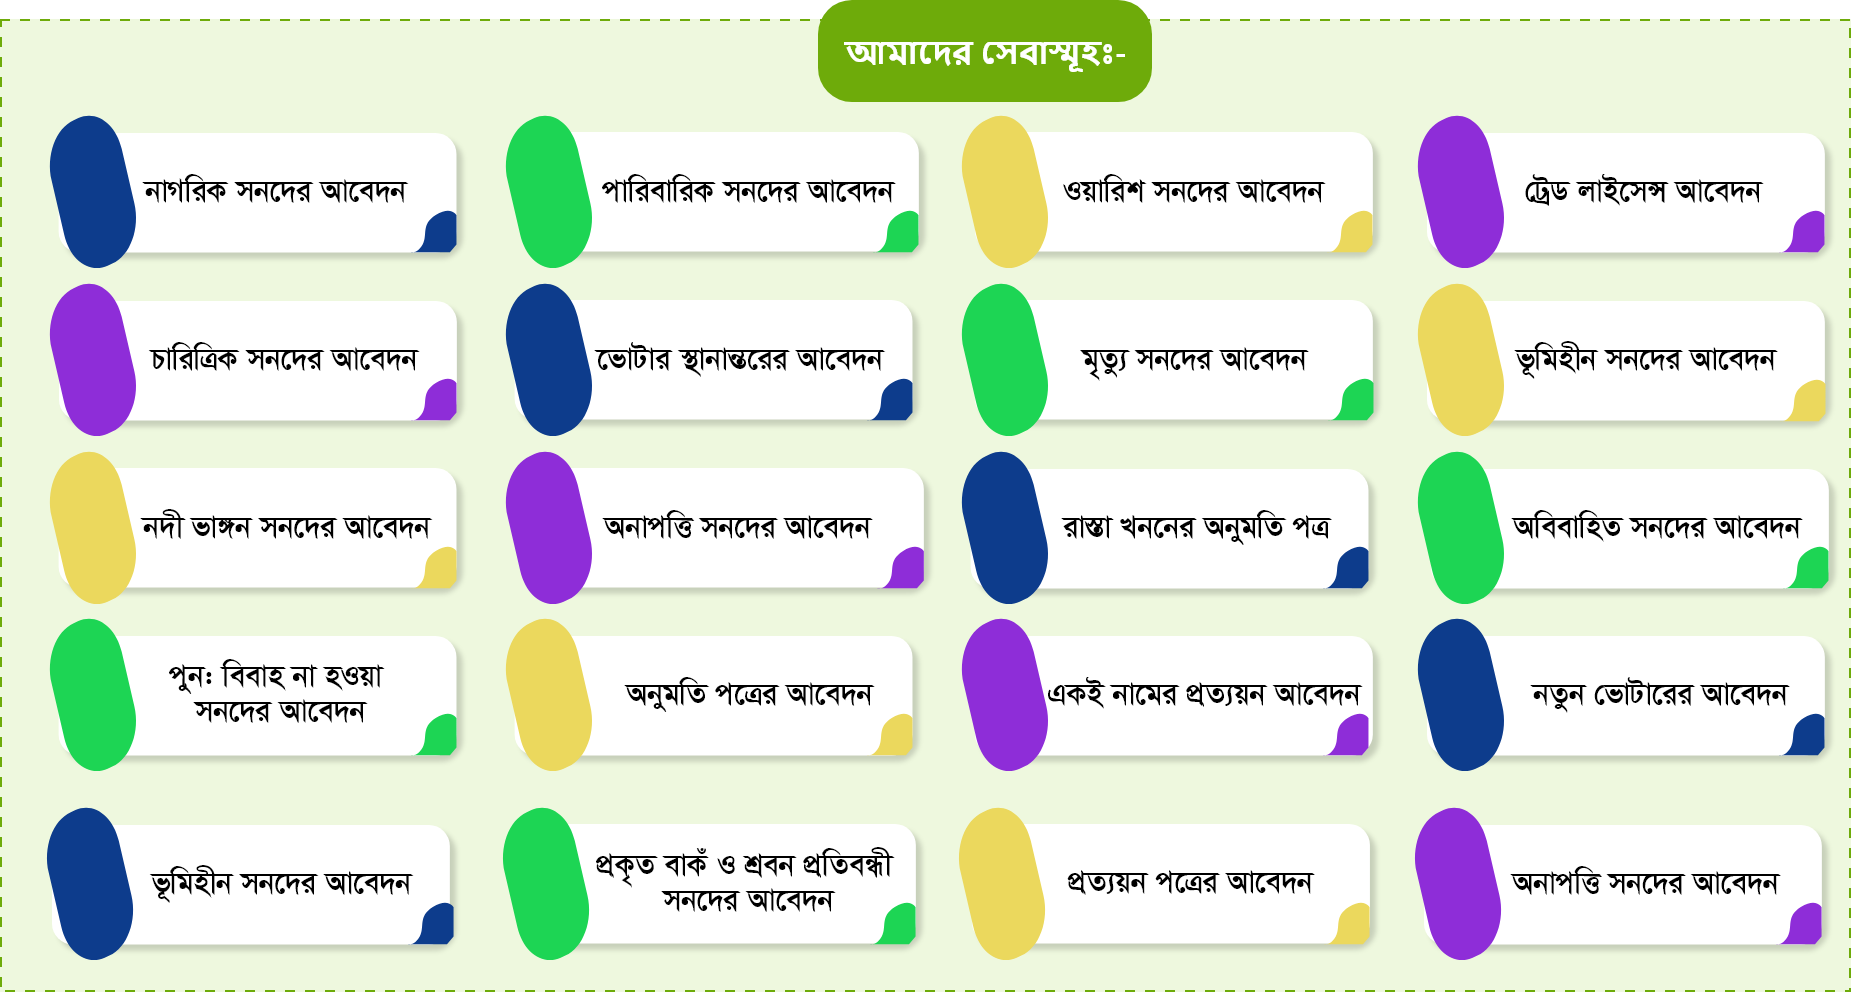 আমাদের সেবাস্মূহঃ-
নাগরিক সনদের আবেদন
পারিবারিক সনদের আবেদন
ওয়ারিশ সনদের আবেদন
ট্রেড লাইসেন্স আবেদন
চারিত্রিক সনদের আবেদন
ভোটার স্থানান্তরের আবেদন
মৃত্যু সনদের আবেদন
ভূমিহীন সনদের আবেদন
নদী ভাঙ্গন সনদের আবেদন
অনাপত্তি সনদের আবেদন
রাস্তা খননের অনুমতি পত্র
অবিবাহিত সনদের আবেদন
পুন: বিবাহ না হওয়া
সনদের আবেদন
অনুমতি পত্রের আবেদন
একই নামের প্রত্যয়ন আবেদন
নতুন ভোটারের আবেদন
ভূমিহীন সনদের আবেদন
প্রকৃত বাকঁ ও শ্রবন প্রতিবন্ধী
সনদের আবেদন
প্রত্যয়ন পত্রের আবেদন
অনাপত্তি সনদের আবেদন